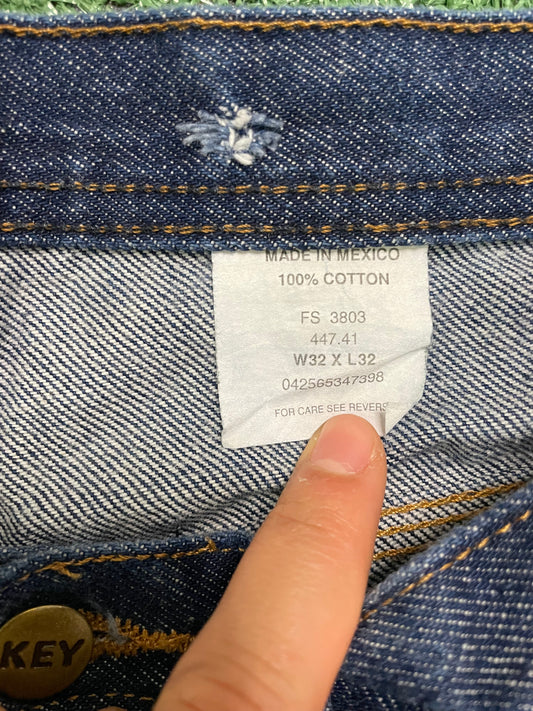 MADE IN MEXICO
100% COTTON
FS 3803
447.41
W32 X L32
042565347398
FOR CARE SEE REVERS
KEY